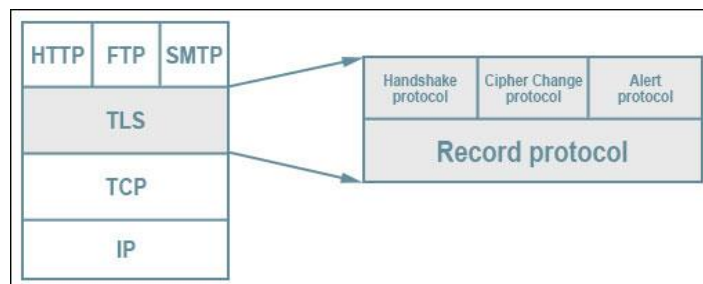 HTTP FTP SMTP
TLS
TCP
IP
Handshake protocol
Cipher Change protocol
Alert protocol
Record protocol